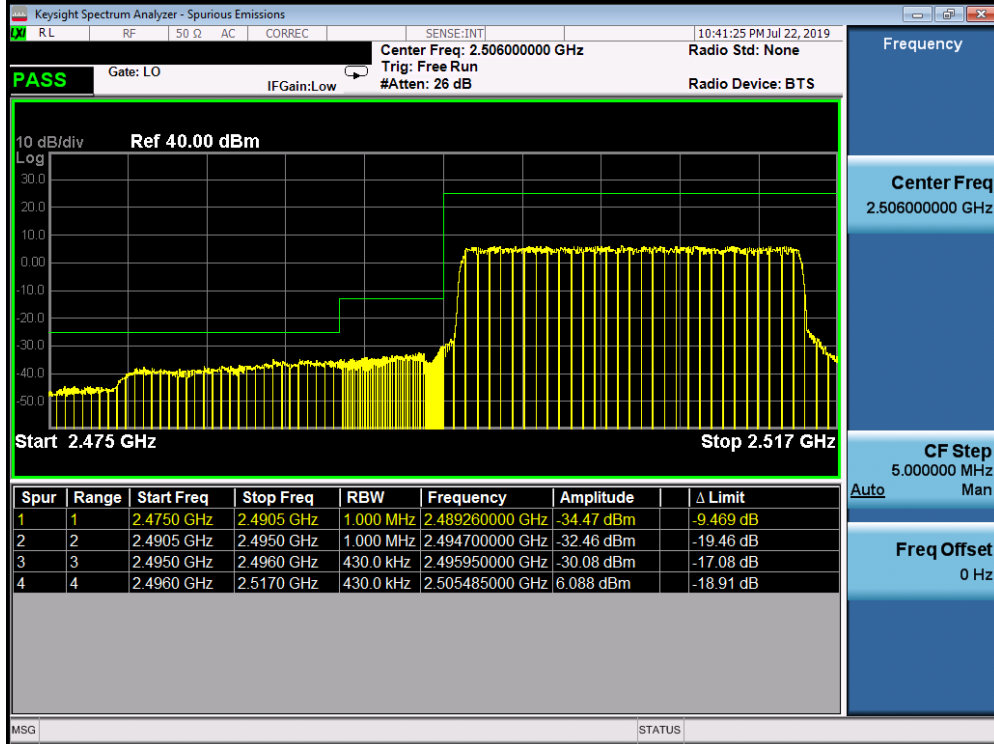 Keysight Spectrum Analyzer - Spurious Emissions
LXI RL RF 50 Ω AC CORREC SENSE:INT 10:41:25 PM Jul 22, 2019
Center Freq: 2.506000000 GHz Radio Std: None
Trig: Free Run
PASS Gate: LO IFGain:Low #Atten: 26 dB Radio Device: BTS
Frequency
10 dB/div Ref 40.00 dBm
Log
30.0
20.0
10.0
0.00
-10.0
-20.0
-30.0
-40.0
-50.0
Start 2.475 GHz Stop 2.517 GHz
Center Freq
2.506000000 GHz
CF Step
5.000000 MHz
Auto Man
Freq Offset
0 Hz
Spur Range Start Freq Stop Freq RBW Frequency Amplitude Δ Limit
1 1 2.4750 GHz 2.4905 GHz 1.000 MHz 2.489260000 GHz -34.47 dBm -9.469 dB
2 2 2.4905 GHz 2.4950 GHz 1.000 MHz 2.494700000 GHz -32.46 dBm -19.46 dB
3 3 2.4950 GHz 2.4960 GHz 430.0 kHz 2.495950000 GHz -30.08 dBm -17.08 dB
4 4 2.4960 GHz 2.5170 GHz 430.0 kHz 2.505485000 GHz 6.088 dBm -18.91 dB
MSG STATUS